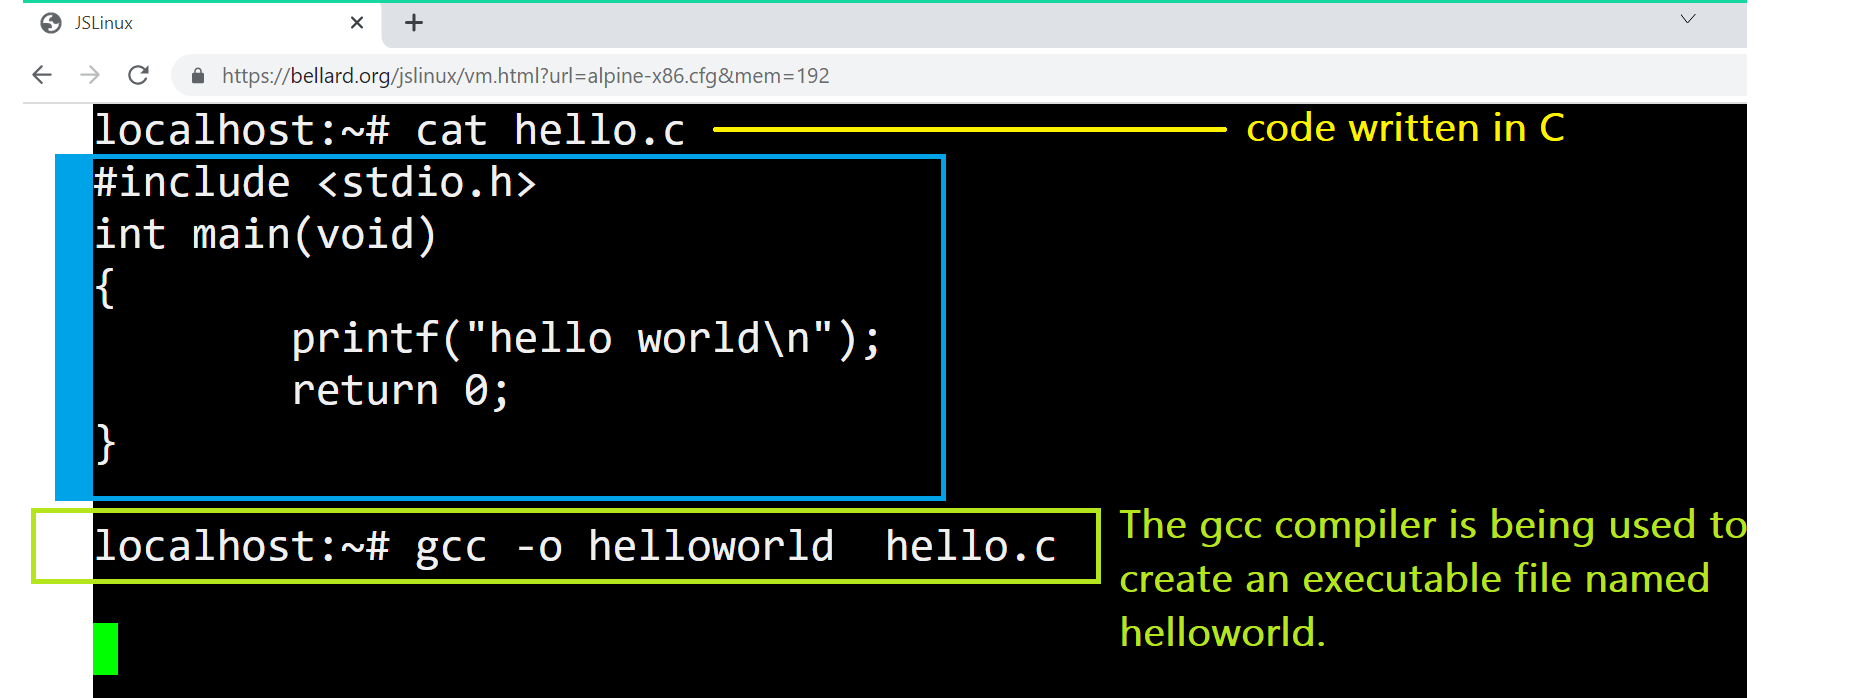 JSLinux
https://bellard.org/jslinux/vm.html?url=alpine-x86.cfg&mem=192
localhost:~# cat hello.c
code written in C
#include <stdio.h>
int main(void)
{
        printf("hello world\n");
        return 0;
}
localhost:~# gcc -o helloworld  hello.c
The gcc compiler is being used to
create an executable file named
helloworld.